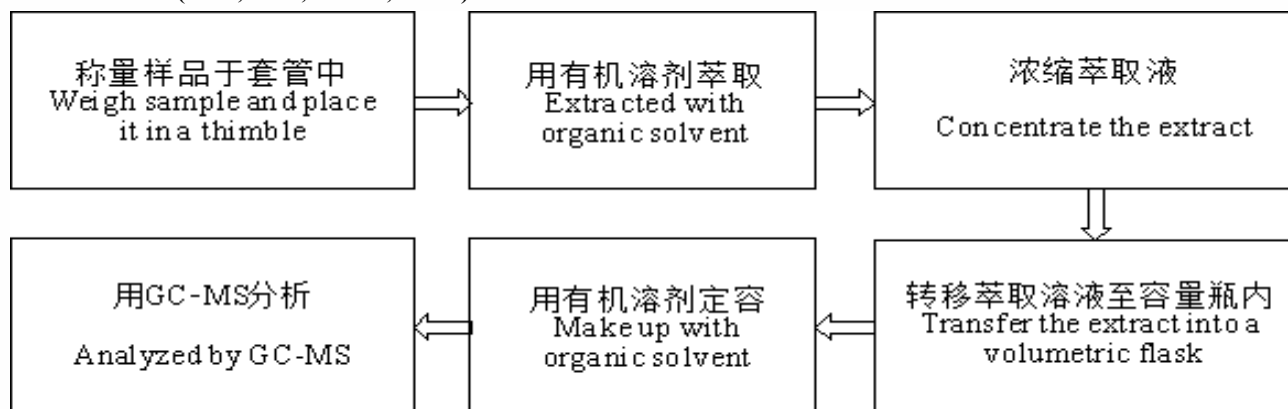 称量样品于套管中
Weigh sample and place
it in a thimble
用有机溶剂萃取
Extracted with
organic solvent
浓缩萃取液
Concentrate the extract
转移萃取溶液至容量瓶内
Transfer the extract into a
volumetric flask
用有机溶剂定容
Make up with
organic solvent
用GC-MS分析
Analyzed by GC-MS